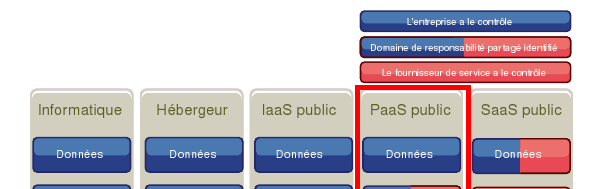 L'entreprise a le contrôle
Domaine de responsabilité partagé identifié
Le fournisseur de service a le contrôle
Informatique Hébergeur IaaS public PaaS public SaaS public
Données Données Données Données Données